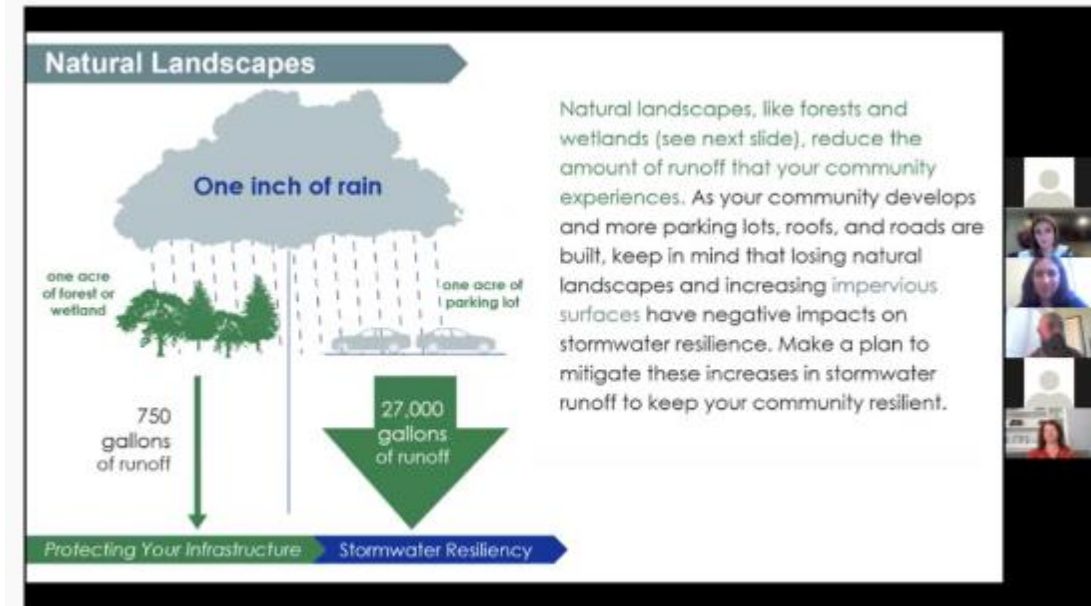 Natural Landscapes
One inch of rain
one acre
of forest or
wetland
one acre of
parking lot
750
gallons
of runoff
27,000
gallons
of runoff
Natural landscapes, like forests and
wetlands (see next slide), reduce the
amount of runoff that your community
experiences. As your community develops
and more parking lots, roofs, and roads are
built, keep in mind that losing natural
landscapes and increasing impervious
surfaces have negative impacts on
stormwater resilience. Make a plan to
mitigate these increases in stormwater
runoff to keep your community resilient.
Protecting Your Infrastructure
Stormwater Resiliency